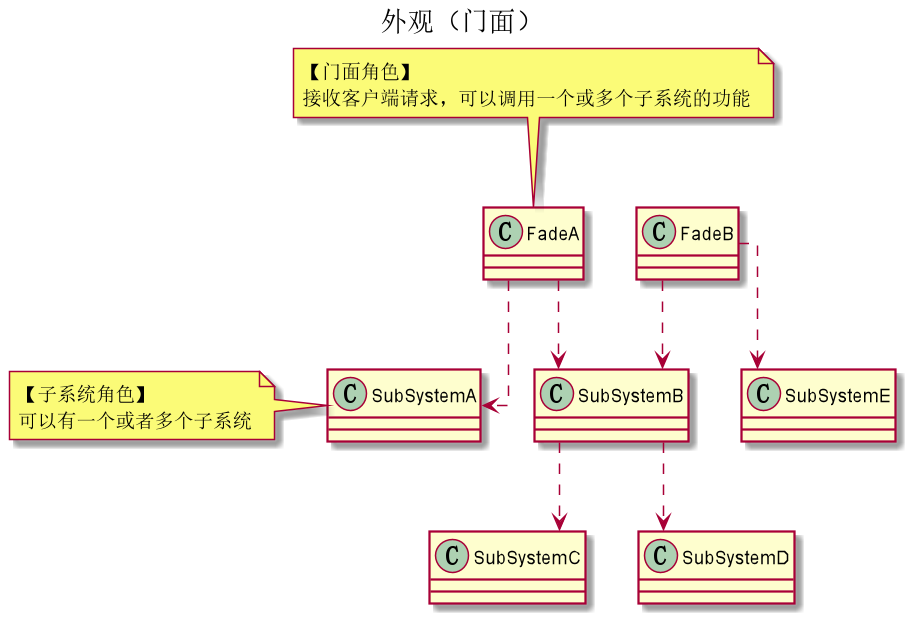 外观（门面）
【门面角色】
接收客户端请求，可以调用一个或多个子系统的功能
C FadeA
C FadeB
【子系统角色】
可以有一个或者多个子系统
C SubSystemA
C SubSystemB
C SubSystemE
C SubSystemC
C SubSystemD